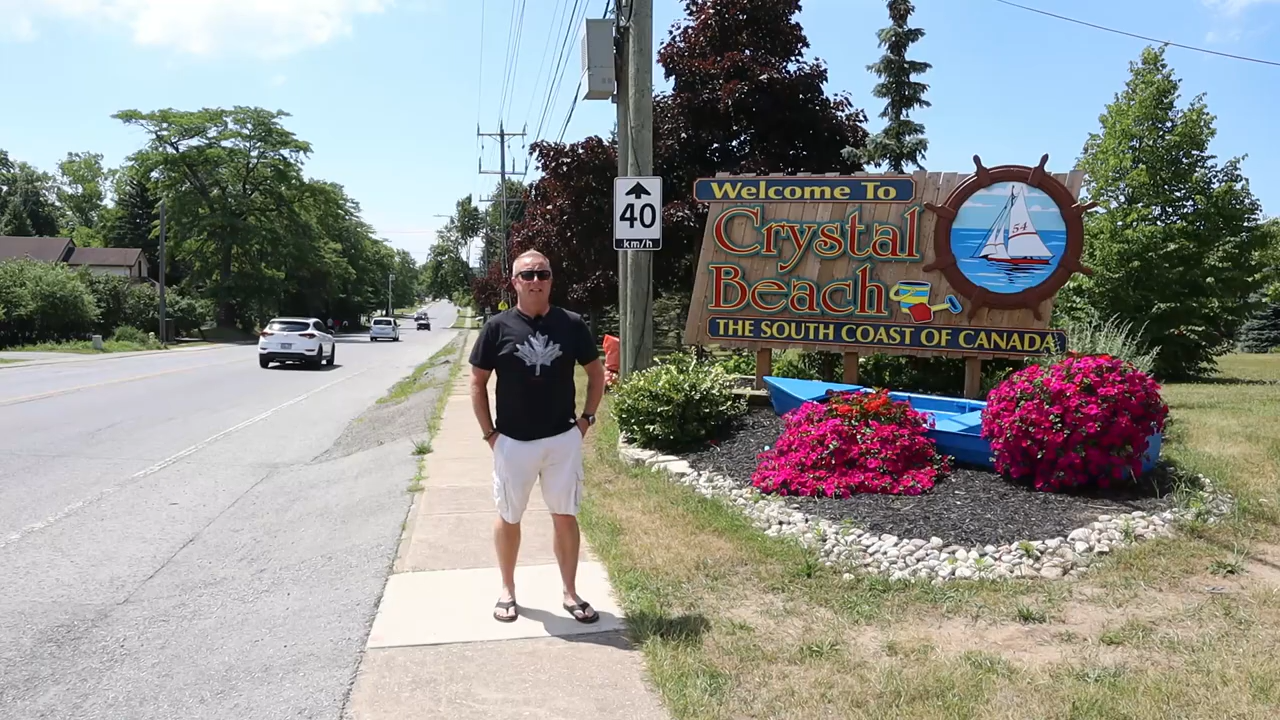 40
km/h
Welcome To
Crystal
Beach
54
THE SOUTH COAST OF CANADA